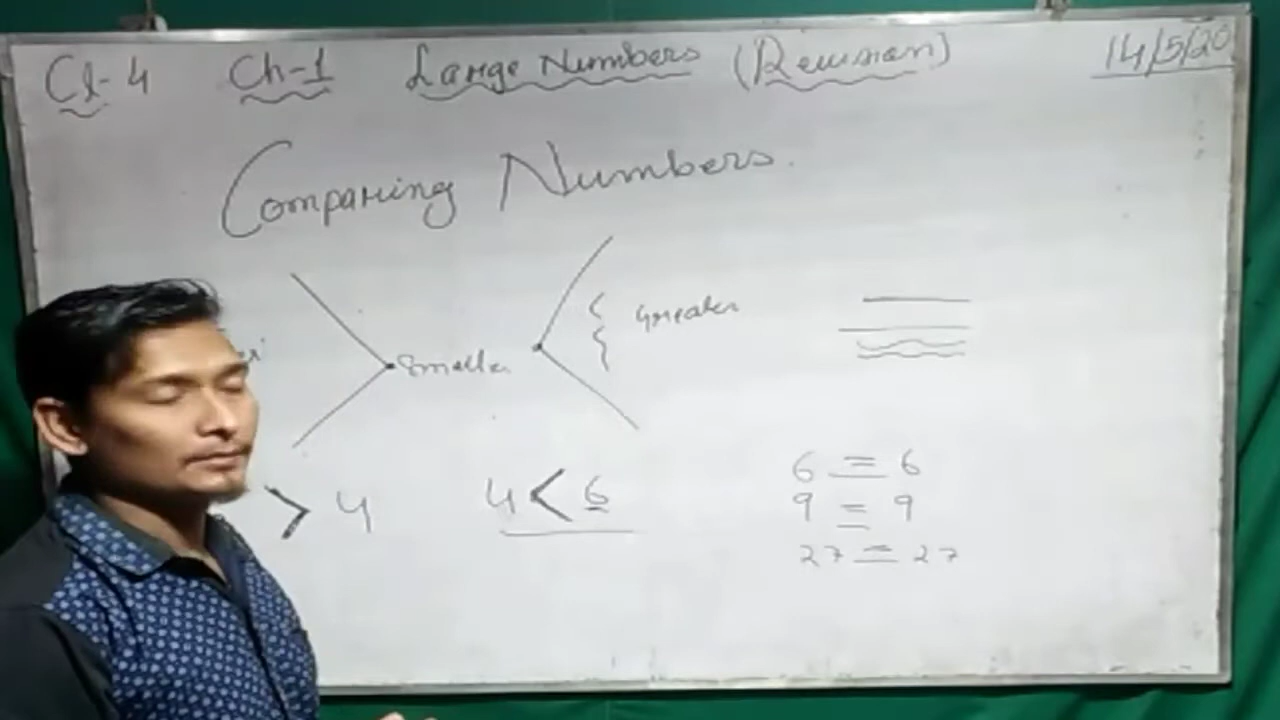 Cl- 4 Ch-1 Large Numbers (Revision) 14/5/20
Comparing Numbers.
Smaller
Greater
> 4
4 < 6
6 = 6
9 = 9
27 = 27